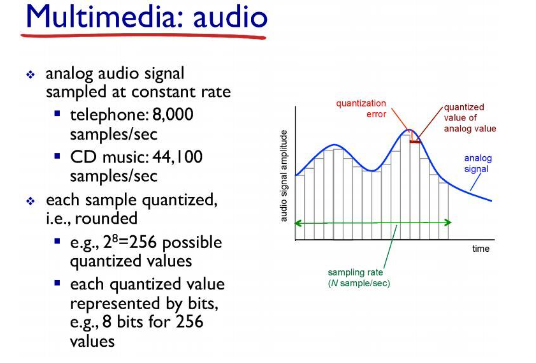 Multimedia: audio
❖ analog audio signal
sampled at constant rate
▪ telephone: 8,000
samples/sec
▪ CD music: 44,100
samples/sec
❖ each sample quantized,
i.e., rounded
▪ e.g., 2⁸=256 possible
quantized values
▪ each quantized value
represented by bits,
e.g., 8 bits for 256
values
quantization
error
quantized
value of
analog value
analog
signal
audio signal amplitude
time
sampling rate
(N sample/sec)